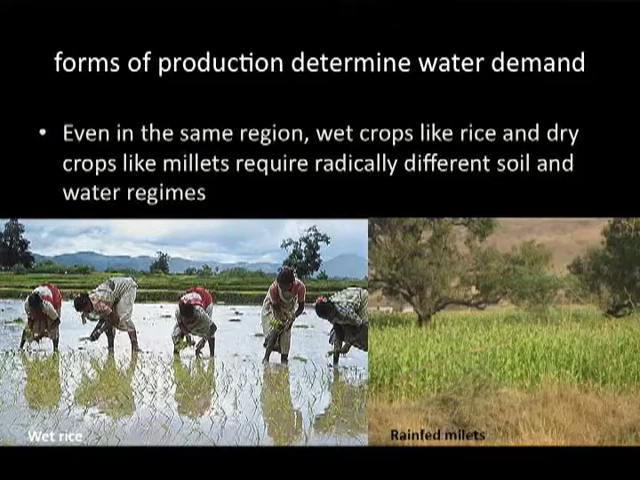 forms of production determine water demand
• Even in the same region, wet crops like rice and dry
crops like millets require radically different soil and
water regimes
Wet rice
Rainfed milets